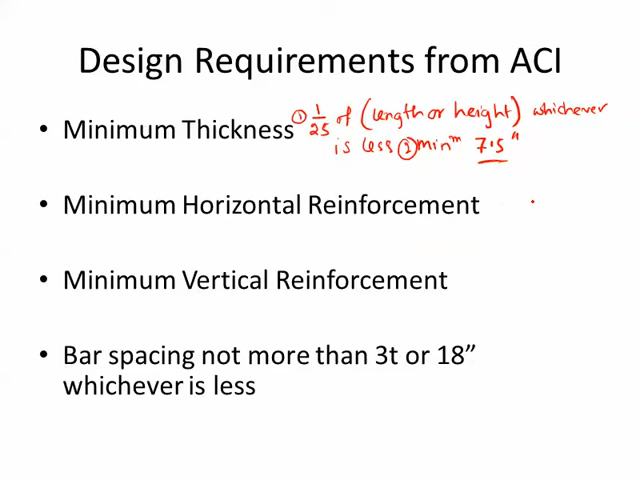 Design Requirements from ACI
• Minimum Thickness ① 1/25 of (length or height) whichever
is less ② minᵐ 7.5"
• Minimum Horizontal Reinforcement
• Minimum Vertical Reinforcement
• Bar spacing not more than 3t or 18”
whichever is less